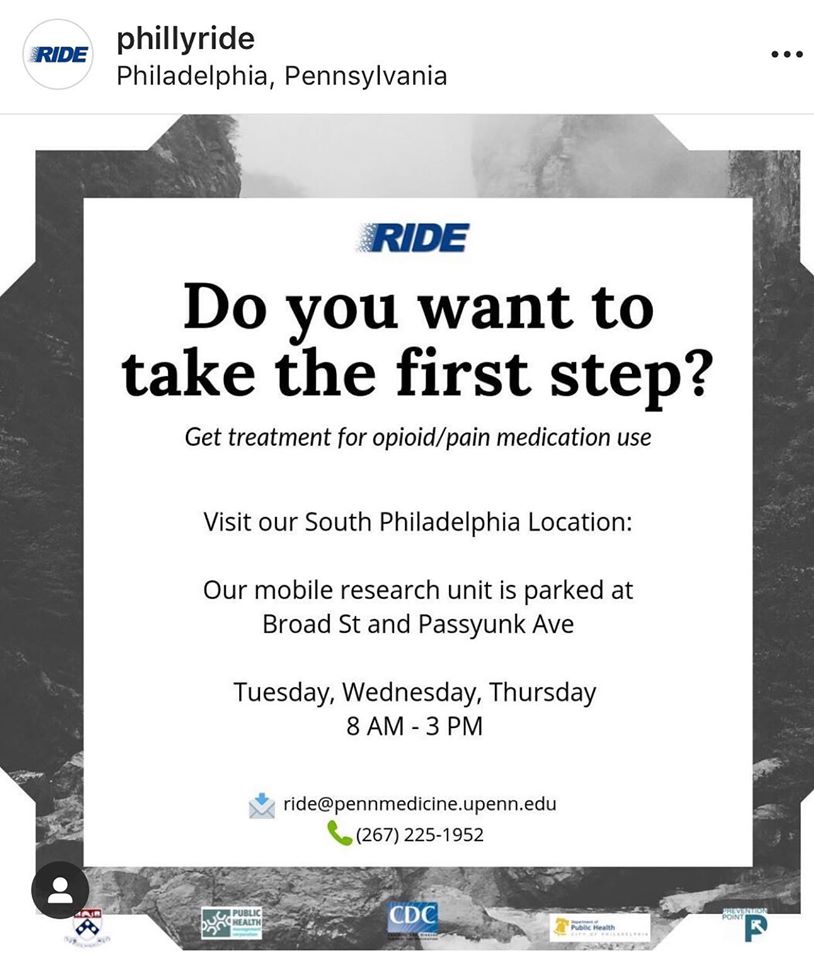 RIDE
phillyride
Philadelphia, Pennsylvania
RIDE
Do you want to
take the first step?
Get treatment for opioid/pain medication use
Visit our South Philadelphia Location:
Our mobile research unit is parked at
Broad St and Passyunk Ave
Tuesday, Wednesday, Thursday
8 AM - 3 PM
ride@pennmedicine.upenn.edu
(267) 225-1952
PUBLIC
HEALTH
CDC
Department of
Public Health
CITY OF PHILADELPHIA
PREVENTION
POINT